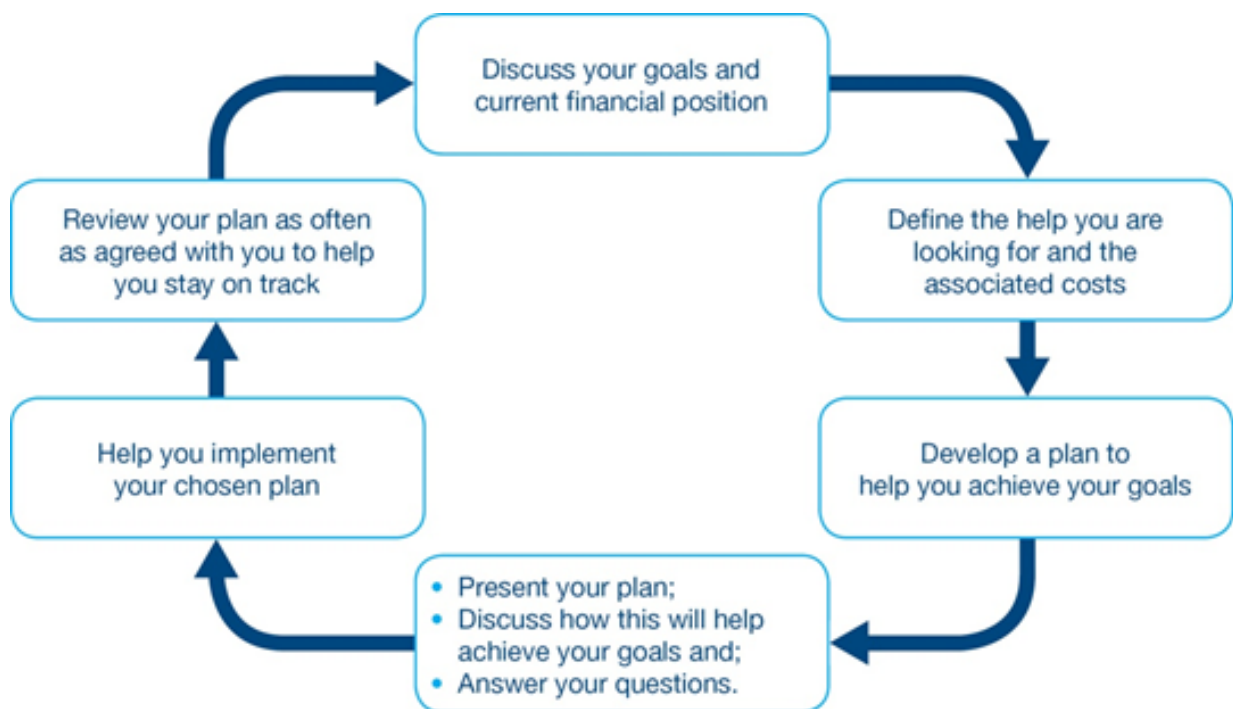 Discuss your goals and
current financial position
Define the help you are
looking for and the
associated costs
Develop a plan to
help you achieve your goals
• Present your plan;
• Discuss how this will help
achieve your goals and;
• Answer your questions.
Help you implement
your chosen plan
Review your plan as often
as agreed with you to help
you stay on track